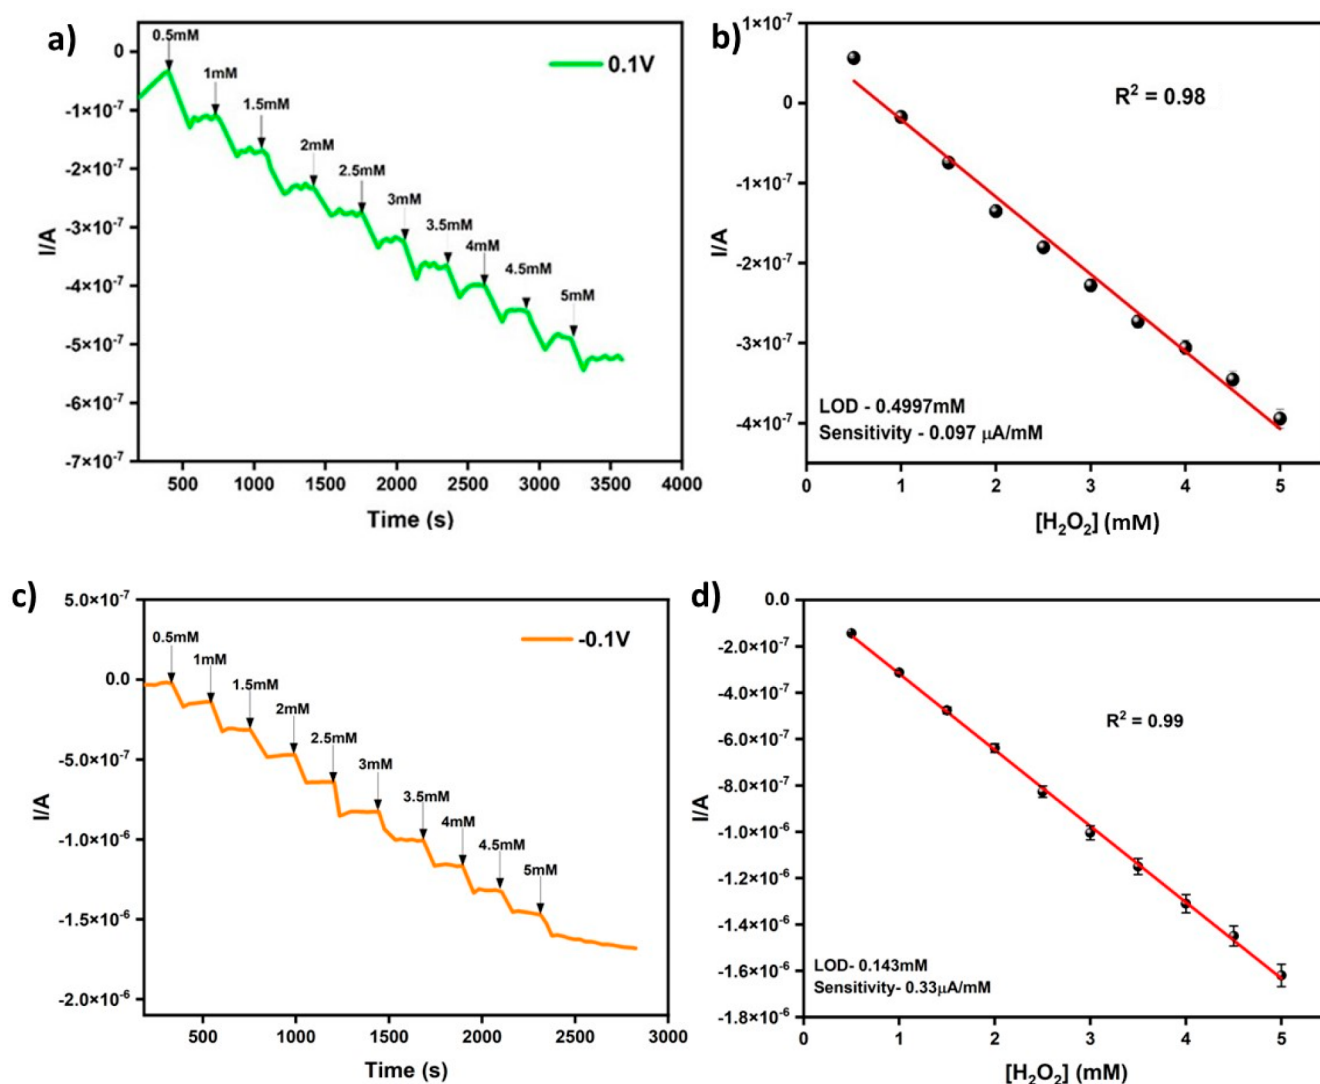 a)
0.1V
0.5mM
1mM
1.5mM
2mM
2.5mM
3mM
3.5mM
4mM
4.5mM
5mM
0
-1×10⁻⁷
-2×10⁻⁷
-3×10⁻⁷
-4×10⁻⁷
-5×10⁻⁷
-6×10⁻⁷
-7×10⁻⁷
I/A
500 1000 1500 2000 2500 3000 3500 4000
Time (s)
b)
1×10⁻⁷
0
-1×10⁻⁷
-2×10⁻⁷
-3×10⁻⁷
-4×10⁻⁷
I/A
R² = 0.98
LOD - 0.4997mM
Sensitivity - 0.097 μA/mM
0 1 2 3 4 5
[H₂O₂] (mM)
c)
-0.1V
0.5mM
1mM
1.5mM
2mM
2.5mM
3mM
3.5mM
4mM
4.5mM
5mM
5.0×10⁻⁷
0.0
-5.0×10⁻⁷
-1.0×10⁻⁶
-1.5×10⁻⁶
-2.0×10⁻⁶
I/A
500 1000 1500 2000 2500 3000
Time (s)
d)
0.0
-2.0×10⁻⁷
-4.0×10⁻⁷
-6.0×10⁻⁷
-8.0×10⁻⁷
-1.0×10⁻⁶
-1.2×10⁻⁶
-1.4×10⁻⁶
-1.6×10⁻⁶
-1.8×10⁻⁶
I/A
R² = 0.99
LOD- 0.143mM
Sensitivity- 0.33μA/mM
0 1 2 3 4 5
[H₂O₂] (mM)